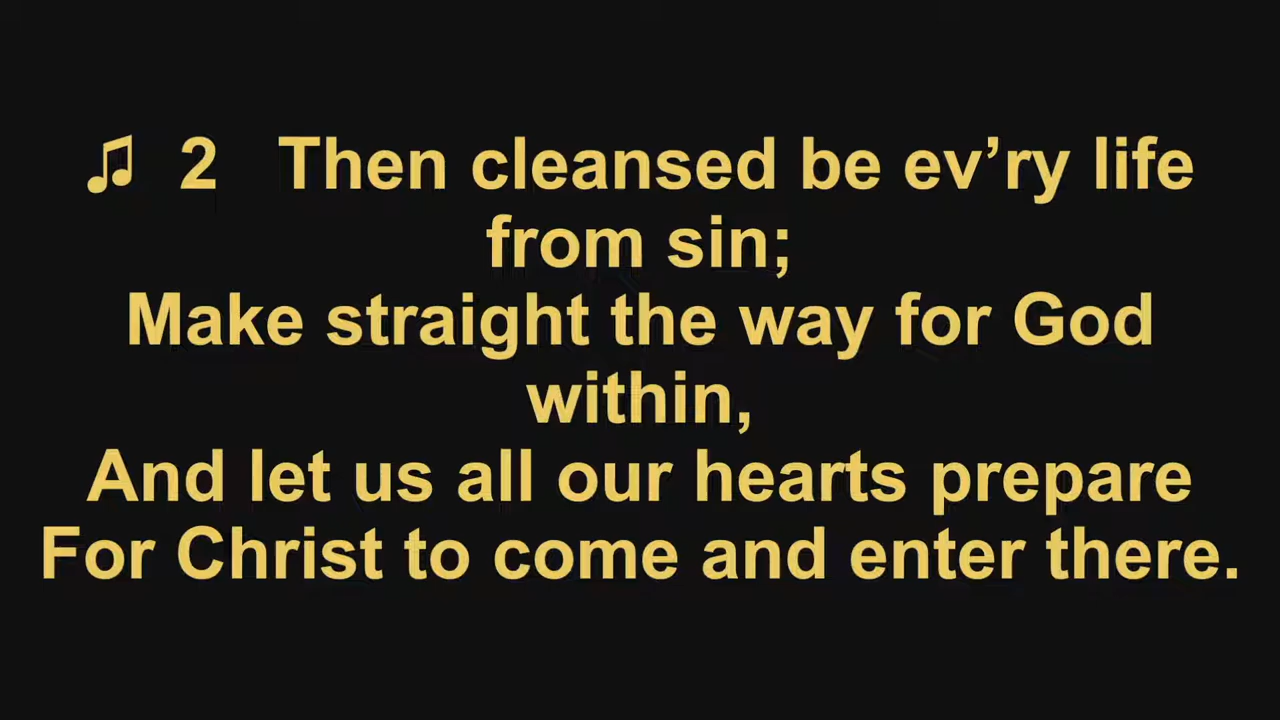 ♫ 2 Then cleansed be ev’ry life
from sin;
Make straight the way for God
within,
And let us all our hearts prepare
For Christ to come and enter there.